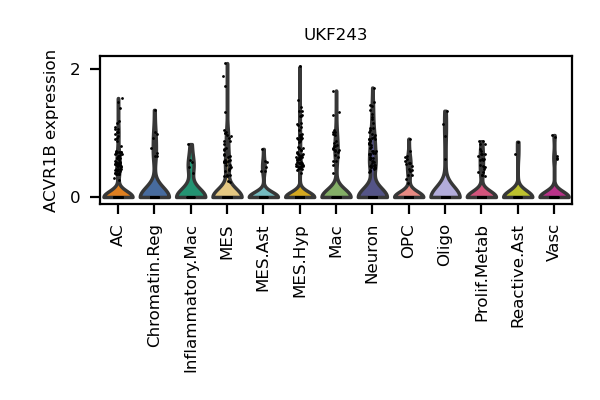 UKF243
ACVR1B expression
2
0
AC
Chromatin.Reg
Inflammatory.Mac
MES
MES.Ast
MES.Hyp
Mac
Neuron
OPC
Oligo
Prolif.Metab
Reactive.Ast
Vasc